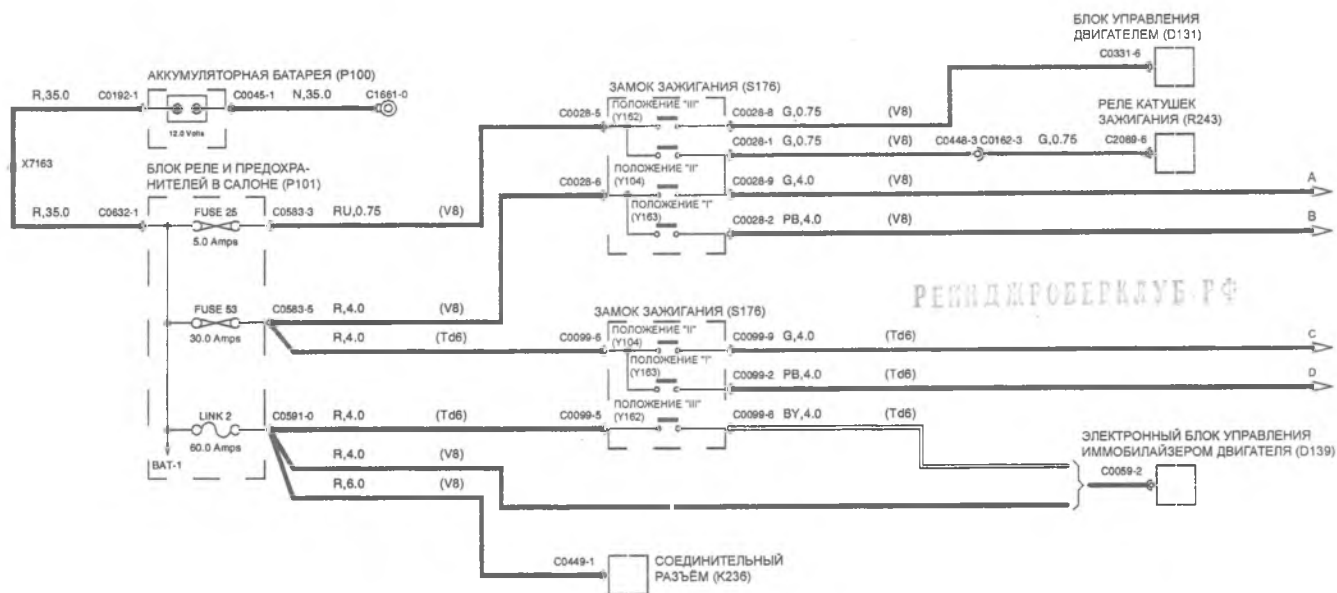 БЛОК УПРАВЛЕНИЯ
ДВИГАТЕЛЕМ (D131)
C0331-6
АККУМУЛЯТОРНАЯ БАТАРЕЯ (P100)
R,35.0 C0192-1 C0045-1 N,35.0 C1661-0
12.0 Volts
ЗАМОК ЗАЖИГАНИЯ (S176)
ПОЛОЖЕНИЕ "III"
(Y162)
C0028-5 C0028-8 G,0.75 (V8)
РЕЛЕ КАТУШЕК
ЗАЖИГАНИЯ (R243)
C0028-1 G,0.75 (V8) C0448-3 C0162-3 G,0.75 C2069-6
X7163
БЛОК РЕЛЕ И ПРЕДОХРА-
НИТЕЛЕЙ В САЛОНЕ (P101)
ПОЛОЖЕНИЕ "II"
(Y104)
C0028-6 C0028-9 G,4.0 (V8) A
ПОЛОЖЕНИЕ "I"
(Y163)
C0028-2 PB,4.0 (V8) B
R,35.0 C0632-1 FUSE 25 C0583-3 RU,0.75 (V8)
5.0 Amps
РЕЙНДЖРОВЕРКЛУБ.РФ
FUSE 53 C0583-5 R,4.0 (V8)
30.0 Amps
ЗАМОК ЗАЖИГАНИЯ (S176)
ПОЛОЖЕНИЕ "II"
(Y104)
R,4.0 (Td6) C0099-6 C0099-9 G,4.0 (Td6) C
ПОЛОЖЕНИЕ "I"
(Y163)
C0099-2 PB,4.0 (Td6) D
ПОЛОЖЕНИЕ "III"
(Y162)
LINK 2 C0591-0 R,4.0 (Td6) C0099-5 C0099-8 BY,4.0 (Td6)
60.0 Amps
BAT-1
R,4.0 (V8)
R,6.0 (V8)
ЭЛЕКТРОННЫЙ БЛОК УПРАВЛЕНИЯ
ИММОБИЛАЙЗЕРОМ ДВИГАТЕЛЯ (D139)
C0059-2
C0449-1 СОЕДИНИТЕЛЬНЫЙ
РАЗЪЁМ (K236)